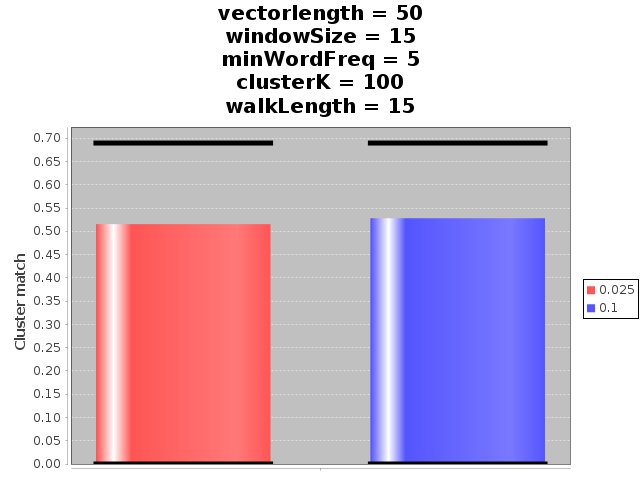 vectorlength = 50
windowSize = 15
minWordFreq = 5
clusterK = 100
walkLength = 15
0.70
0.65
0.60
0.55
0.50
0.45
0.40
0.35
0.30
0.25
0.20
0.15
0.10
0.05
0.00
Cluster match
0.025
0.1